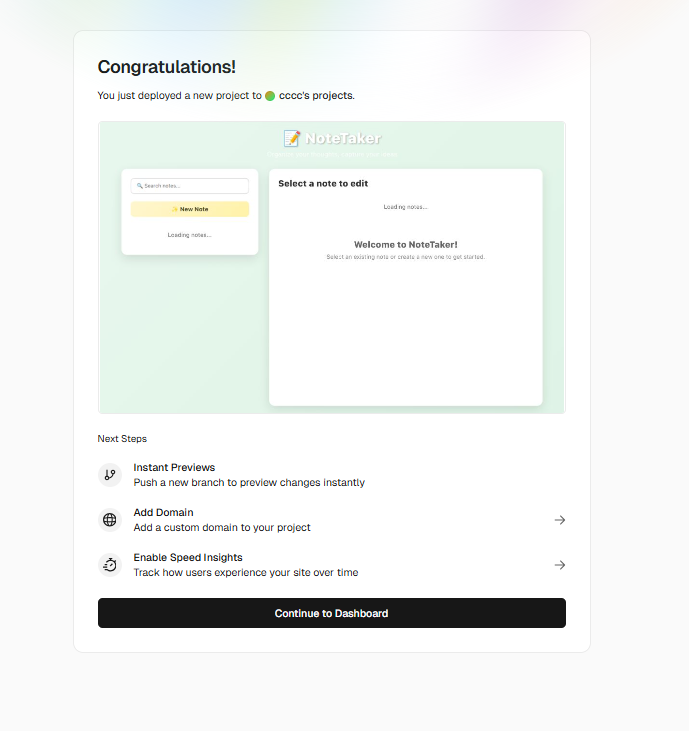 Congratulations!
You just deployed a new project to cccc's projects.
📝 NoteTaker
🔍 Search notes...
✨ New Note
Loading notes...
Select a note to edit
Loading notes...
Welcome to NoteTaker!
Select an existing note or create a new one to get started.
Next Steps
Instant Previews
Push a new branch to preview changes instantly
Add Domain
Add a custom domain to your project
Enable Speed Insights
Track how users experience your site over time
Continue to Dashboard